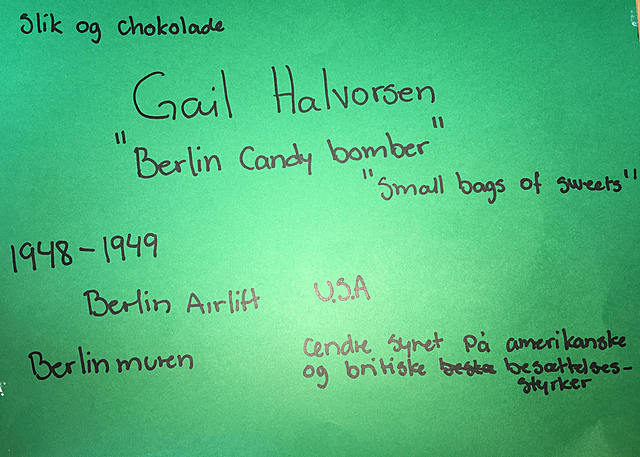 Slik og chokolade
Gail Halvorsen
"Berlin Candy bomber"
"Small bags of sweets"
1948-1949
Berlin Airlift U.S.A
Berlinmuren
Cendre synet på amerikanske
og britiske besættelses-
styrker